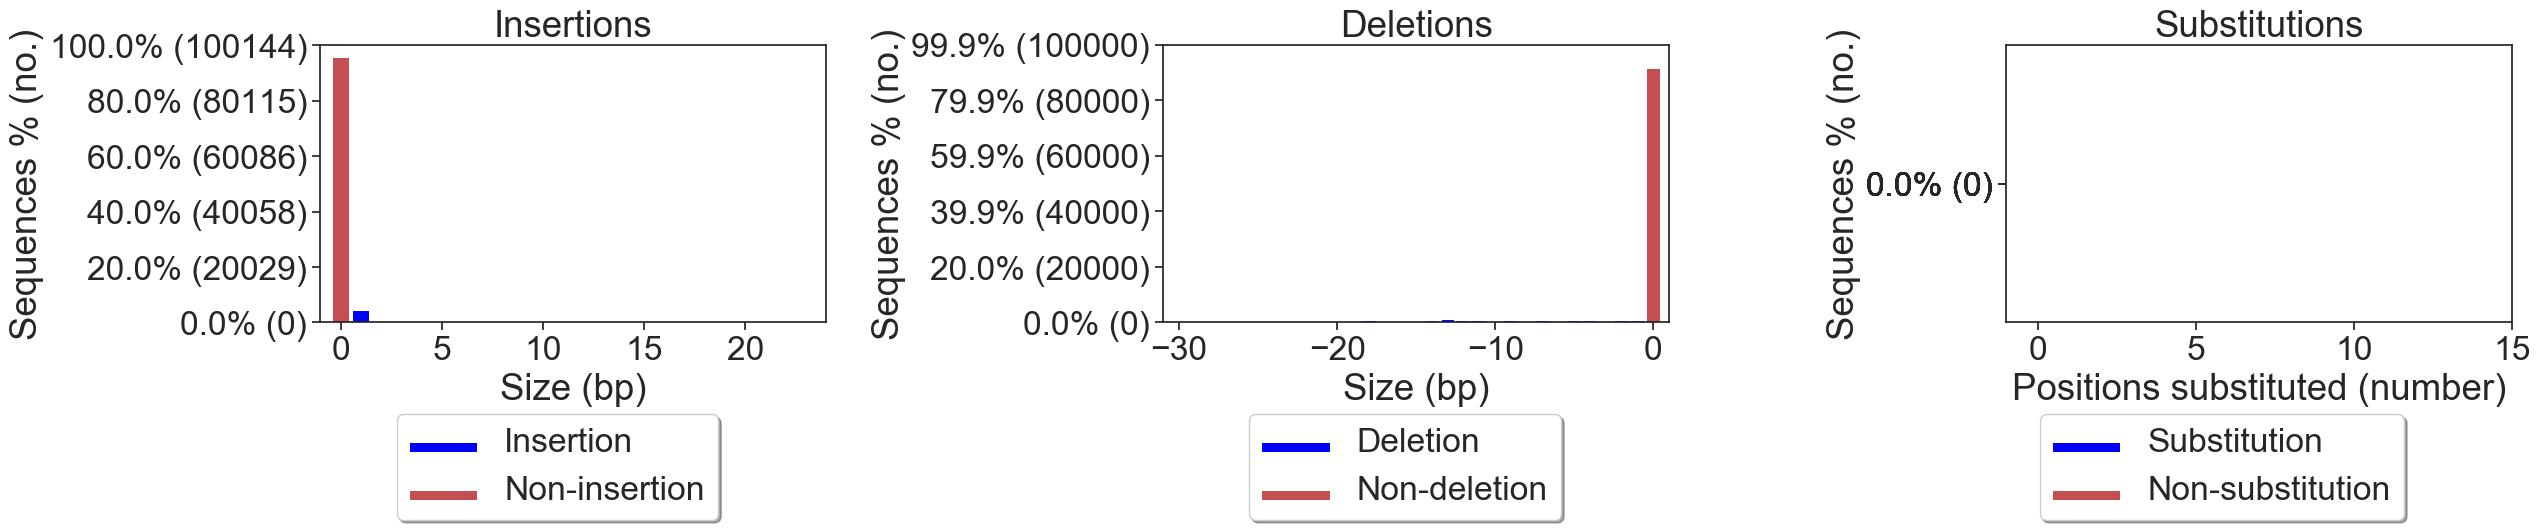 Insertions
Sequences % (no.)
100.0% (100144)
80.0% (80115)
60.0% (60086)
40.0% (40058)
20.0% (20029)
0.0% (0)
0 5 10 15 20
Size (bp)
Insertion
Non-insertion
Deletions
Sequences % (no.)
99.9% (100000)
79.9% (80000)
59.9% (60000)
39.9% (40000)
20.0% (20000)
0.0% (0)
−30 −20 −10 0
Size (bp)
Deletion
Non-deletion
Substitutions
Sequences % (no.)
0.0% (0)
0 5 10 15
Positions substituted (number)
Substitution
Non-substitution